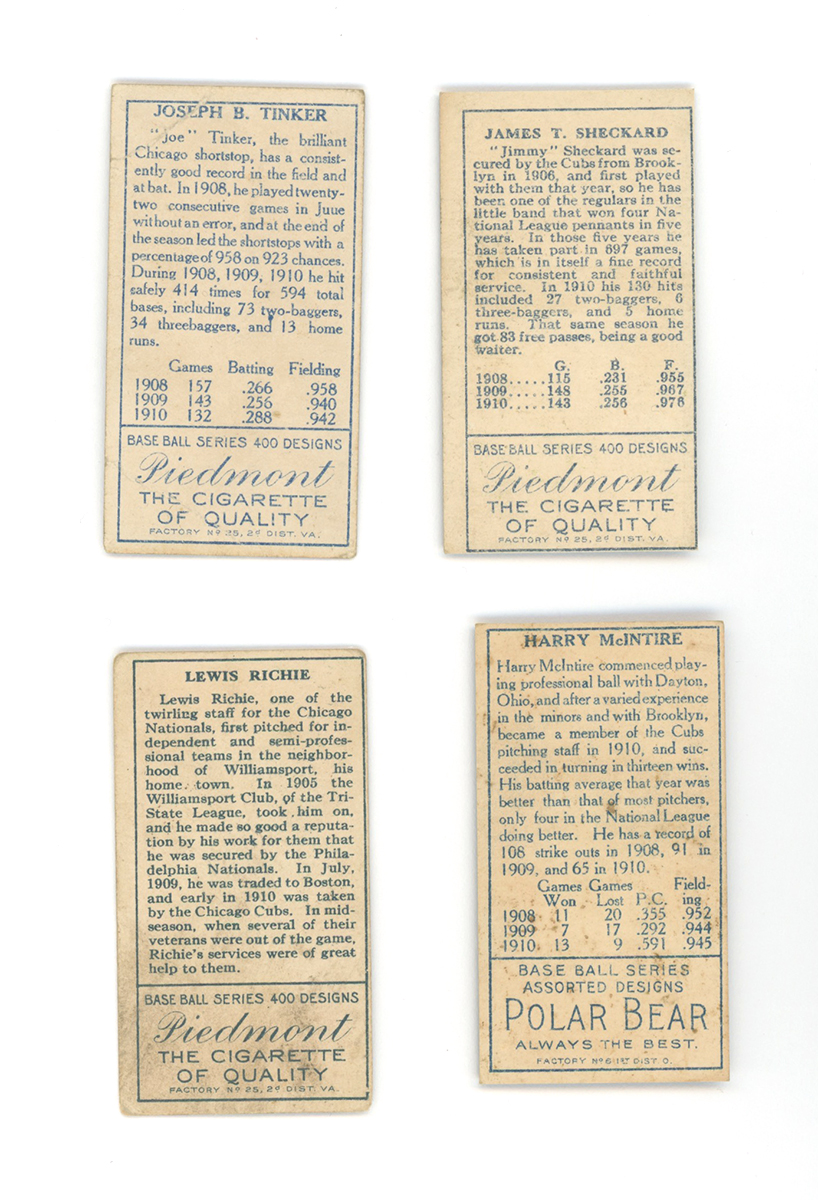 JOSEPH B. TINKER
"Joe" Tinker, the brilliant
Chicago shortstop, has a consist-
ently good record in the field and
at bat. In 1908, he played twenty-
two consecutive games in Juue
without an error, and at the end of
the season led the shortstops with a
percentage of 958 on 923 chances.
During 1908, 1909, 1910 he hit
safely 414 times for 594 total
bases, including 73 two-baggers,
34 threebaggers, and 13 home
runs.
Games Batting Fielding
1908 157 .266 .958
1909 143 .256 .940
1910 132 .288 .942
BASE BALL SERIES 400 DESIGNS
Piedmont
THE CIGARETTE
OF QUALITY
FACTORY Nº 25, 2ᵈ DIST. VA.
JAMES T. SHECKARD
"Jimmy" Sheckard was se-
cured by the Cubs from Brook-
lyn in 1906, and first played
with them that year, so he has
been one of the regulars in the
little band that won four Na-
tional League pennants in five
years. In those five years he
has taken part in 697 games,
which is in itself a fine record
for consistent and faithful
service. In 1910 his 130 hits
included 27 two-baggers, 6
three-baggers, and 5 home
runs. That same season he
got 83 free passes, being a good
waiter.
G. B. F.
1908.....115 .231 .955
1909.....148 .255 .967
1910.....143 .256 .976
BASE BALL SERIES 400 DESIGNS
Piedmont
THE CIGARETTE
OF QUALITY
FACTORY Nº 25, 2ᵈ DIST. VA.
LEWIS RICHIE
Lewis Richie, one of the
twirling staff for the Chicago
Nationals, first pitched for in-
dependent and semi-profes-
sional teams in the neighbor-
hood of Williamsport, his
home town. In 1905 the
Williamsport Club, of the Tri-
State League, took him on,
and he made so good a reputa-
tion by his work for them that
he was secured by the Phila-
delphia Nationals. In July,
1909, he was traded to Boston,
and early in 1910 was taken
by the Chicago Cubs. In mid-
season, when several of their
veterans were out of the game,
Richie's services were of great
help to them.
BASE BALL SERIES 400 DESIGNS
Piedmont
THE CIGARETTE
OF QUALITY
FACTORY Nº 25, 2ᵈ DIST. VA.
HARRY McINTIRE
Harry McIntire commenced play-
ing professional ball with Dayton,
Ohio, and after a varied experience
in the minors and with Brooklyn,
became a member of the Cubs
pitching staff in 1910, and suc-
ceeded in turning in thirteen wins.
His batting average that year was
better than that of most pitchers,
only four in the National League
doing better. He has a record of
108 strike outs in 1908, 91 in
1909, and 65 in 1910.
Games Games Field-
Won Lost P.C. ing
1908 11 20 .355 .952
1909 7 17 .292 .944
1910 13 9 .591 .945
BASE BALL SERIES
ASSORTED DESIGNS
POLAR BEAR
ALWAYS THE BEST.
FACTORY Nº 6 1ST DIST O.